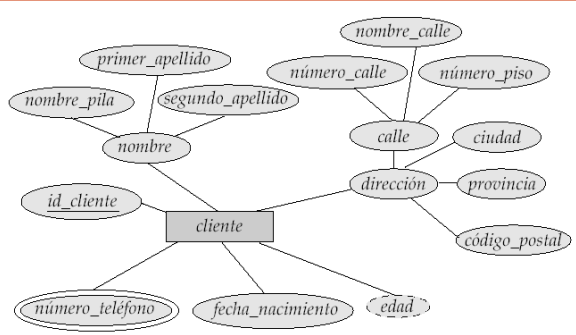 nombre_calle
primer_apellido
número_calle
número_piso
nombre_pila
segundo_apellido
nombre
calle
ciudad
dirección
provincia
id_cliente
cliente
código_postal
número_teléfono
fecha_nacimiento
edad